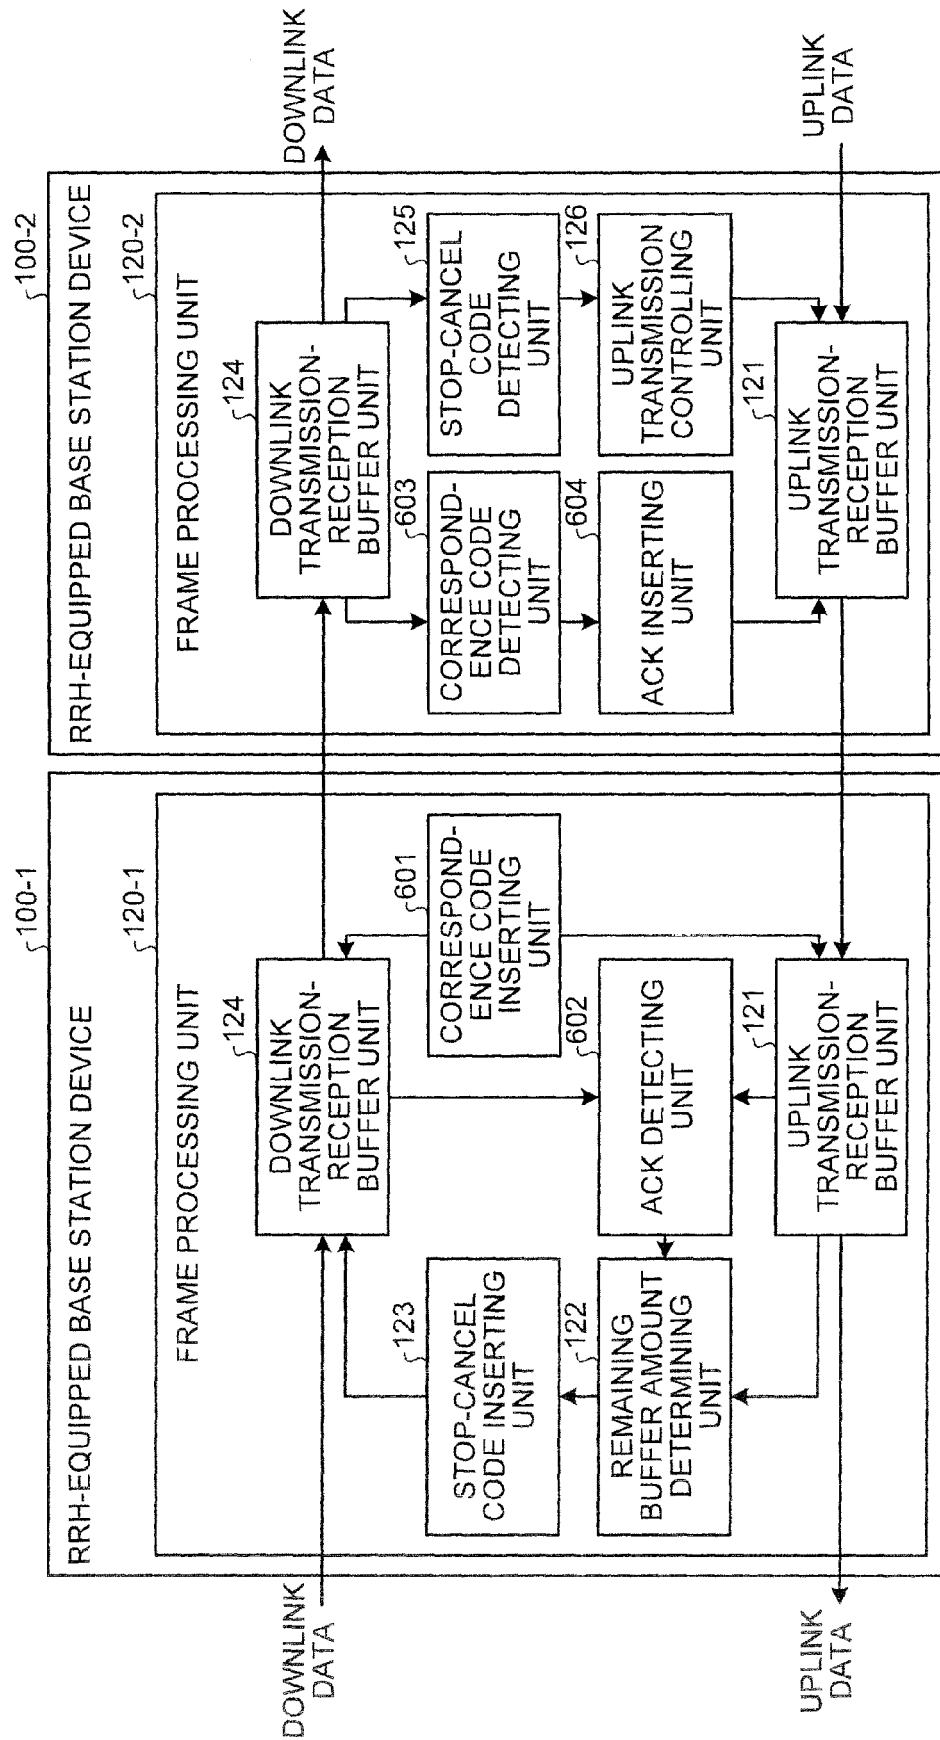 100-1
RRH-EQUIPPED BASE STATION DEVICE
120-1
FRAME PROCESSING UNIT
DOWNLINK
DATA
124
DOWNLINK
TRANSMISSION-
RECEPTION
BUFFER UNIT
123
STOP-CANCEL
CODE INSERTING
UNIT
601
CORRESPOND-
ENCE CODE
INSERTING
UNIT
122
REMAINING
BUFFER AMOUNT
DETERMINING
UNIT
602
ACK DETECTING
UNIT
121
UPLINK
TRANSMISSION-
RECEPTION
BUFFER UNIT
UPLINK
DATA
100-2
RRH-EQUIPPED BASE STATION DEVICE
120-2
FRAME PROCESSING UNIT
124
DOWNLINK
TRANSMISSION-
RECEPTION
BUFFER UNIT
DOWNLINK
DATA
603
CORRESPOND-
ENCE CODE
DETECTING
UNIT
125
STOP-CANCEL
CODE
DETECTING
UNIT
604
ACK INSERTING
UNIT
126
UPLINK
TRANSMISSION
CONTROLLING
UNIT
121
UPLINK
TRANSMISSION-
RECEPTION
BUFFER UNIT
UPLINK
DATA